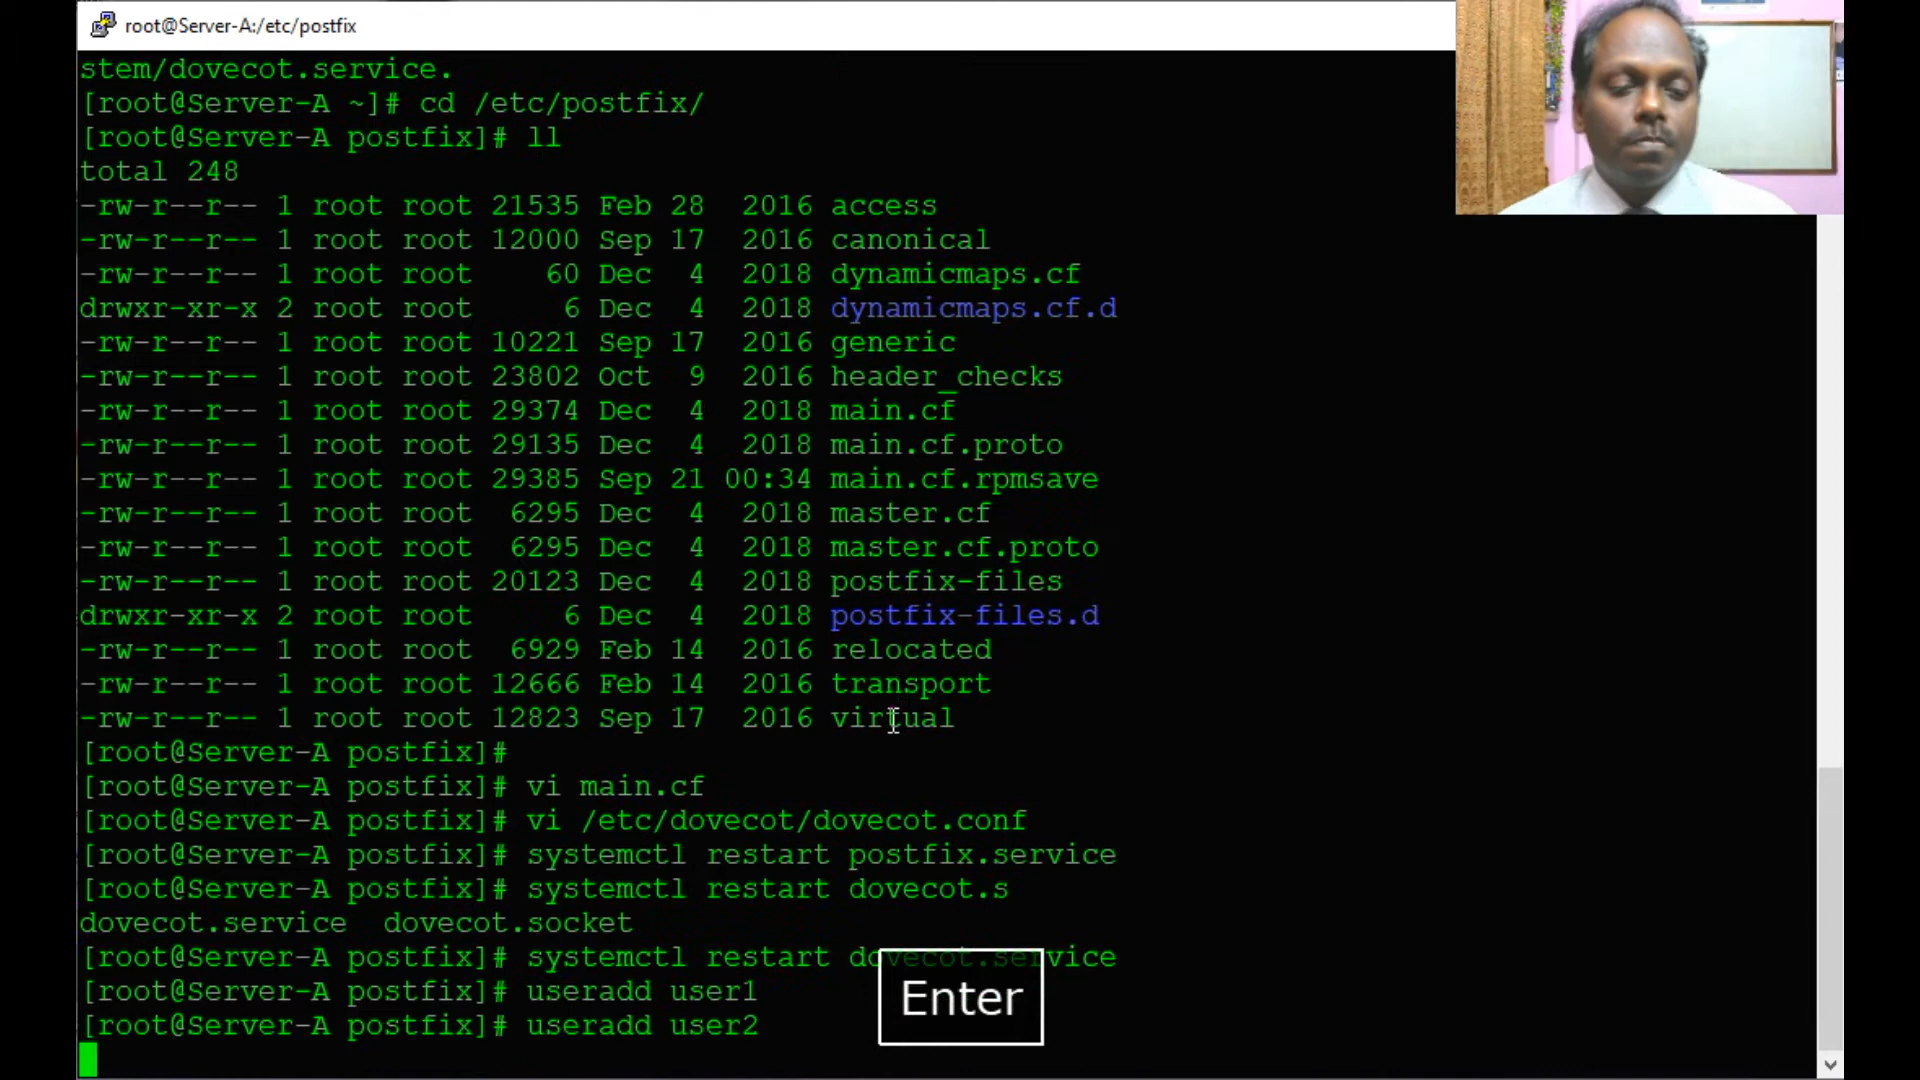 root@Server-A:/etc/postfix
stem/dovecot.service.
[root@Server-A ~]# cd /etc/postfix/
[root@Server-A postfix]# ll
total 248
-rw-r--r-- 1 root root 21535 Feb 28  2016 access
-rw-r--r-- 1 root root 12000 Sep 17  2016 canonical
-rw-r--r-- 1 root root    60 Dec  4  2018 dynamicmaps.cf
drwxr-xr-x 2 root root     6 Dec  4  2018 dynamicmaps.cf.d
-rw-r--r-- 1 root root 10221 Sep 17  2016 generic
-rw-r--r-- 1 root root 23802 Oct  9  2016 header_checks
-rw-r--r-- 1 root root 29374 Dec  4  2018 main.cf
-rw-r--r-- 1 root root 29135 Dec  4  2018 main.cf.proto
-rw-r--r-- 1 root root 29385 Sep 21 00:34 main.cf.rpmsave
-rw-r--r-- 1 root root  6295 Dec  4  2018 master.cf
-rw-r--r-- 1 root root  6295 Dec  4  2018 master.cf.proto
-rw-r--r-- 1 root root 20123 Dec  4  2018 postfix-files
drwxr-xr-x 2 root root     6 Dec  4  2018 postfix-files.d
-rw-r--r-- 1 root root  6929 Feb 14  2016 relocated
-rw-r--r-- 1 root root 12666 Feb 14  2016 transport
-rw-r--r-- 1 root root 12823 Sep 17  2016 virtual
[root@Server-A postfix]#
[root@Server-A postfix]# vi main.cf
[root@Server-A postfix]# vi /etc/dovecot/dovecot.conf
[root@Server-A postfix]# systemctl restart postfix.service
[root@Server-A postfix]# systemctl restart dovecot.s
dovecot.service  dovecot.socket
[root@Server-A postfix]# systemctl restart dovecot.service
[root@Server-A postfix]# useradd user1
[root@Server-A postfix]# useradd user2
Enter